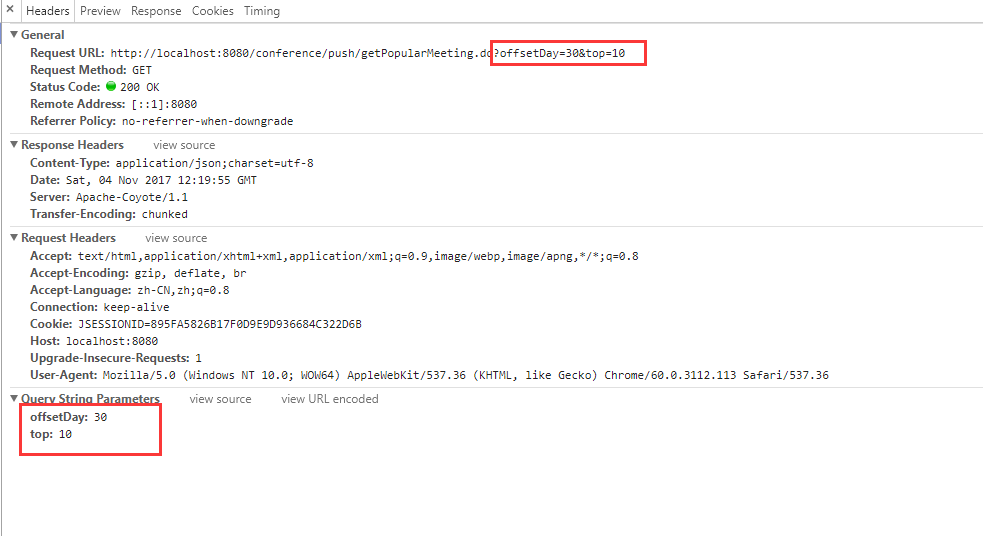 × Headers Preview Response Cookies Timing
▼ General
Request URL: http://localhost:8080/conference/push/getPopularMeeting.do?offsetDay=30&top=10
Request Method: GET
Status Code: 200 OK
Remote Address: [::1]:8080
Referrer Policy: no-referrer-when-downgrade
▼ Response Headers view source
Content-Type: application/json;charset=utf-8
Date: Sat, 04 Nov 2017 12:19:55 GMT
Server: Apache-Coyote/1.1
Transfer-Encoding: chunked
▼ Request Headers view source
Accept: text/html,application/xhtml+xml,application/xml;q=0.9,image/webp,image/apng,*/*;q=0.8
Accept-Encoding: gzip, deflate, br
Accept-Language: zh-CN,zh;q=0.8
Connection: keep-alive
Cookie: JSESSIONID=895FA5826B17F0D9E9D936684C322D6B
Host: localhost:8080
Upgrade-Insecure-Requests: 1
User-Agent: Mozilla/5.0 (Windows NT 10.0; WOW64) AppleWebKit/537.36 (KHTML, like Gecko) Chrome/60.0.3112.113 Safari/537.36
▼ Query String Parameters view source view URL encoded
offsetDay: 30
top: 10